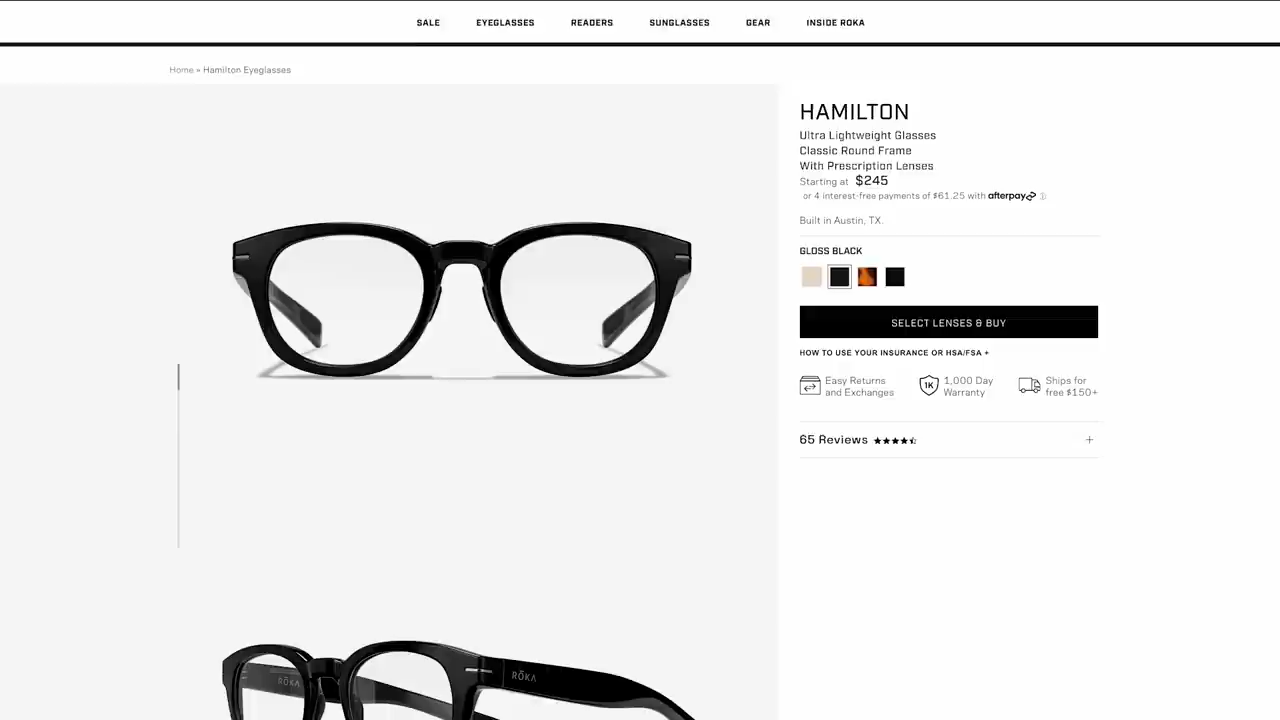 SALE EYEGLASSES READERS SUNGLASSES GEAR INSIDE ROKA
Home » Hamilton Eyeglasses
HAMILTON
Ultra Lightweight Glasses
Classic Round Frame
With Prescription Lenses
Starting at $245
or 4 interest-free payments of $61.25 with afterpay ⓘ
Built in Austin, TX.
GLOSS BLACK
SELECT LENSES & BUY
HOW TO USE YOUR INSURANCE OR HSA/FSA +
Easy Returns
and Exchanges
1K
1,000 Day
Warranty
Ships for
free $150+
65 Reviews ★★★★⯪ +
RŎKA
RŎKA